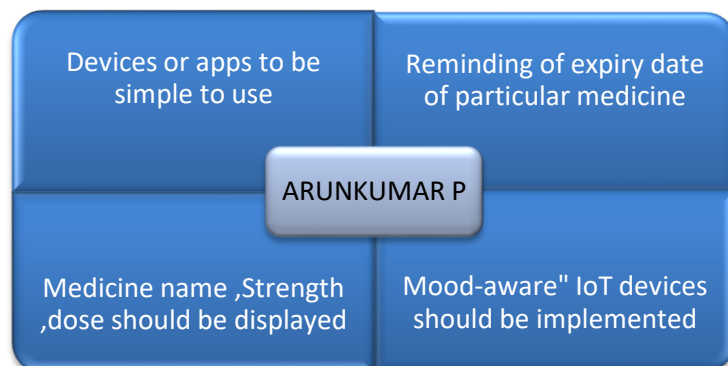 Devices or apps to be
simple to use
Reminding of expiry date
of particular medicine
ARUNKUMAR P
Medicine name ,Strength
,dose should be displayed
Mood-aware" IoT devices
should be implemented